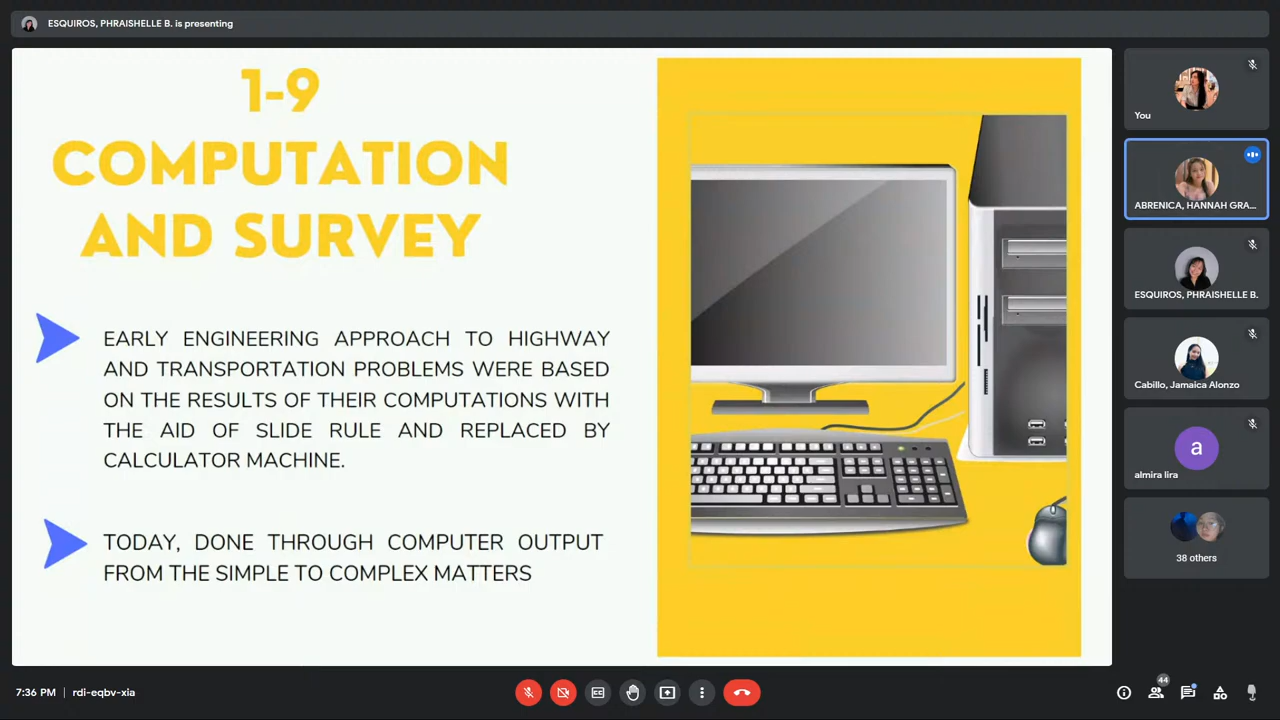 ESQUIROS, PHRAISHELLE B. is presenting
1-9
COMPUTATION
AND SURVEY
EARLY ENGINEERING APPROACH TO HIGHWAY
AND TRANSPORTATION PROBLEMS WERE BASED
ON THE RESULTS OF THEIR COMPUTATIONS WITH
THE AID OF SLIDE RULE AND REPLACED BY
CALCULATOR MACHINE.
TODAY, DONE THROUGH COMPUTER OUTPUT
FROM THE SIMPLE TO COMPLEX MATTERS
You
ABRENICA, HANNAH GRA...
ESQUIROS, PHRAISHELLE B.
Cabillo, Jamaica Alonzo
a
almira lira
38 others
7:36 PM | rdi-eqbv-xia
CC
44